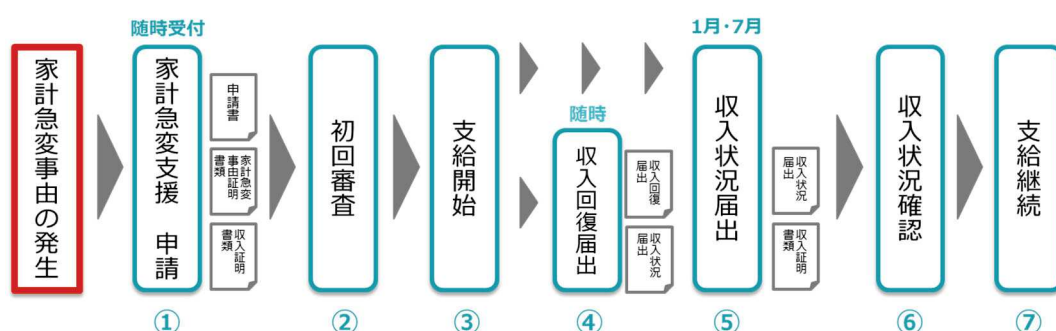 家計急変事由の発生
随時受付
家計急変支援 申請
申請書
家計急変
事由証明
書類
収入証明
書類
①
初回審査
②
支給開始
③
随時
収入回復届出
収入回復
届出
収入状況
届出
④
1月・7月
収入状況届出
収入状況
届出
収入証明
書類
⑤
収入状況確認
⑥
支給継続
⑦